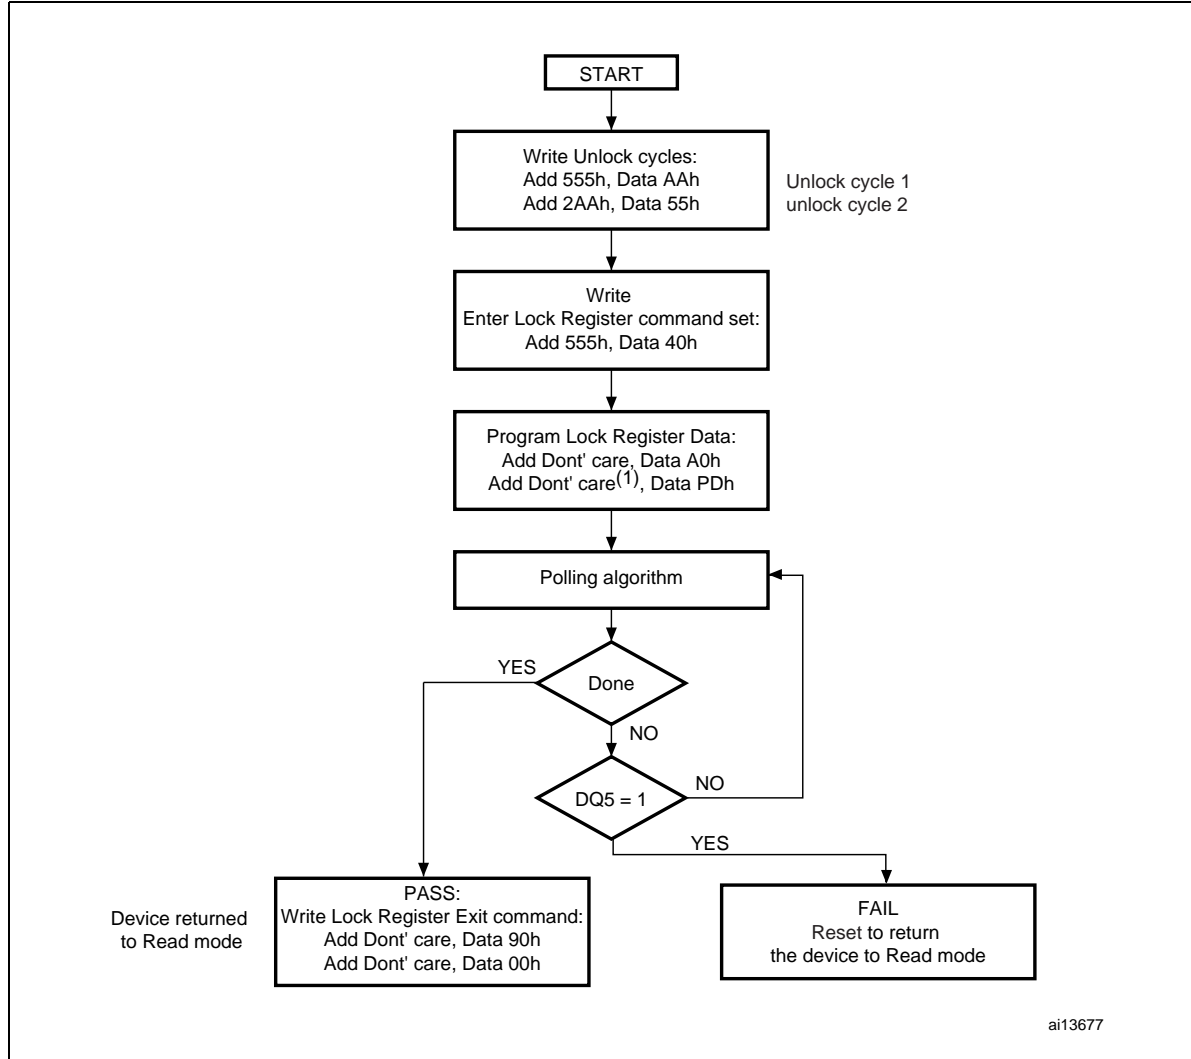 START
Write Unlock cycles:
Add 555h, Data AAh
Add 2AAh, Data 55h
Unlock cycle 1
unlock cycle 2
Write
Enter Lock Register command set:
Add 555h, Data 40h
Program Lock Register Data:
Add Dont' care, Data A0h
Add Dont' care(1), Data PDh
Polling algorithm
YES
Done
NO
DQ5 = 1
NO
YES
Device returned
to Read mode
PASS:
Write Lock Register Exit command:
Add Dont' care, Data 90h
Add Dont' care, Data 00h
FAIL
Reset to return
the device to Read mode
ai13677